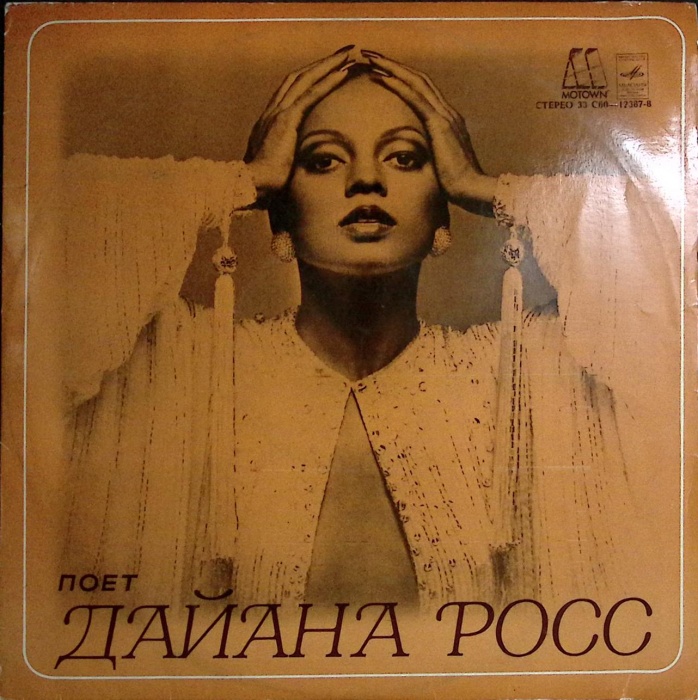 MOTOWN
СТЕРЕО 33 С60—12387-8
ПОЕТ
ДАЙАНА РОСС